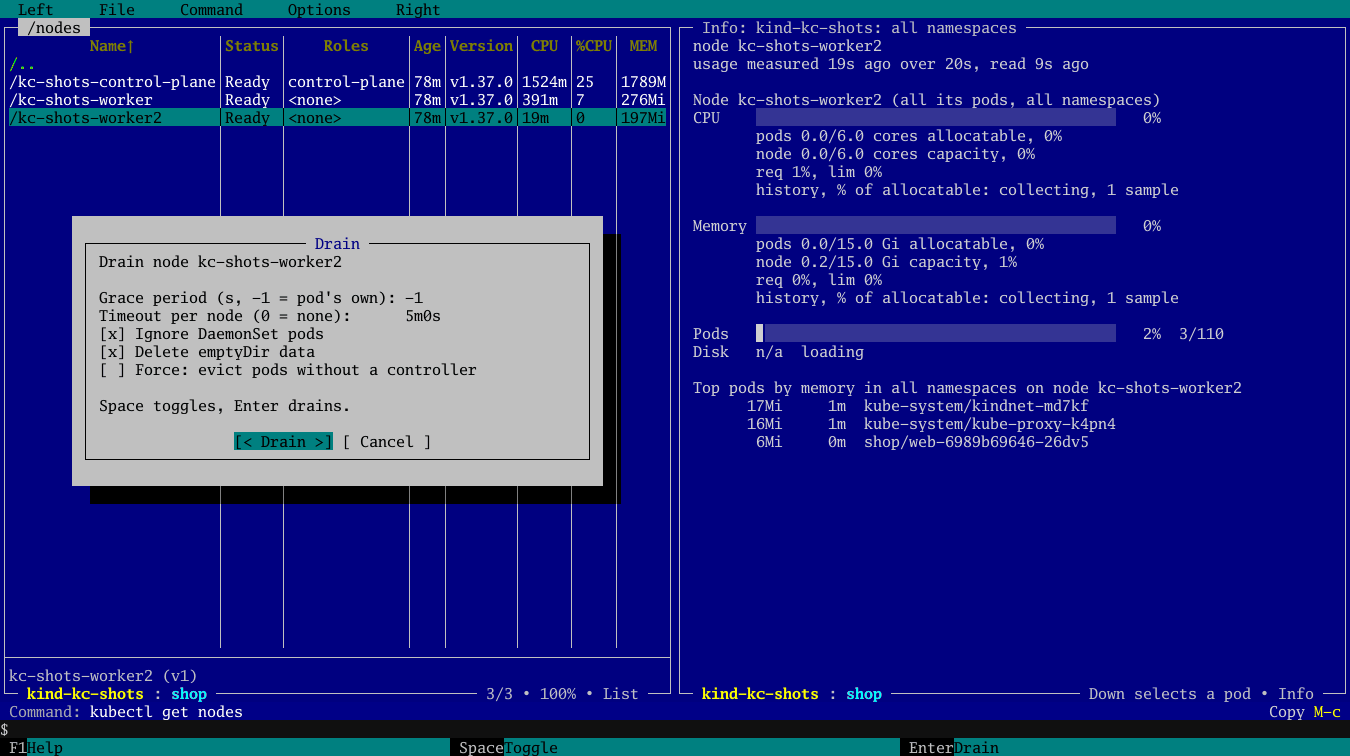 Left File Command Options Right
/nodes
Name↑ Status Roles Age Version CPU %CPU MEM
/..
/kc-shots-control-plane Ready control-plane 78m v1.37.0 1524m 25 1789M
/kc-shots-worker Ready <none> 78m v1.37.0 391m 7 276Mi
/kc-shots-worker2 Ready <none> 78m v1.37.0 19m 0 197Mi
Drain
Drain node kc-shots-worker2
Grace period (s, -1 = pod's own): -1
Timeout per node (0 = none): 5m0s
[x] Ignore DaemonSet pods
[x] Delete emptyDir data
[ ] Force: evict pods without a controller
Space toggles, Enter drains.
[< Drain >] [ Cancel ]
kc-shots-worker2 (v1)
kind-kc-shots : shop 3/3 • 100% • List
Info: kind-kc-shots: all namespaces
node kc-shots-worker2
usage measured 19s ago over 20s, read 9s ago
Node kc-shots-worker2 (all its pods, all namespaces)
CPU 0%
pods 0.0/6.0 cores allocatable, 0%
node 0.0/6.0 cores capacity, 0%
req 1%, lim 0%
history, % of allocatable: collecting, 1 sample
Memory 0%
pods 0.0/15.0 Gi allocatable, 0%
node 0.2/15.0 Gi capacity, 1%
req 0%, lim 0%
history, % of allocatable: collecting, 1 sample
Pods 2% 3/110
Disk n/a loading
Top pods by memory in all namespaces on node kc-shots-worker2
17Mi 1m kube-system/kindnet-md7kf
16Mi 1m kube-system/kube-proxy-k4pn4
6Mi 0m shop/web-6989b69646-26dv5
kind-kc-shots : shop Down selects a pod • Info
Command: kubectl get nodes Copy M-c
$
F1Help SpaceToggle EnterDrain